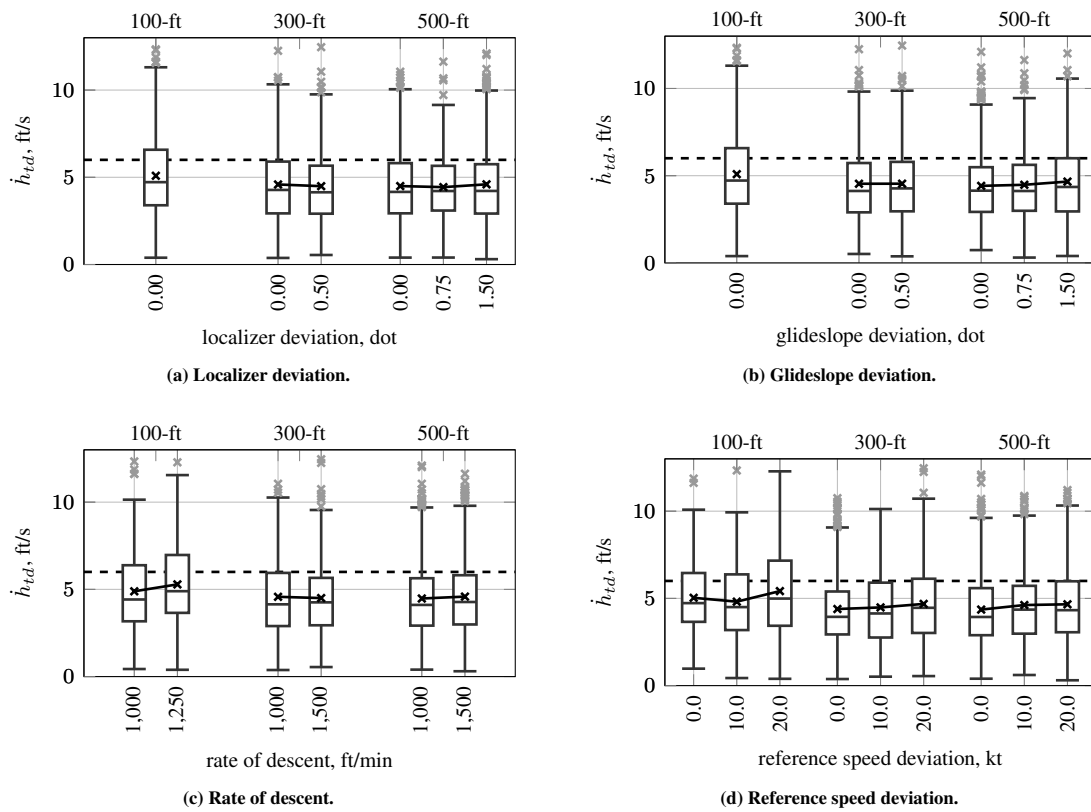 100-ft 300-ft 500-ft
10
5
0
ḣtd, ft/s
0.00 0.00 0.50 0.00 0.75 1.50
localizer deviation, dot
(a) Localizer deviation.
100-ft 300-ft 500-ft
10
5
0
ḣtd, ft/s
0.00 0.00 0.50 0.00 0.75 1.50
glideslope deviation, dot
(b) Glideslope deviation.
100-ft 300-ft 500-ft
10
5
0
ḣtd, ft/s
1,000 1,250 1,000 1,500 1,000 1,500
rate of descent, ft/min
(c) Rate of descent.
100-ft 300-ft 500-ft
10
5
0
ḣtd, ft/s
0.0 10.0 20.0 0.0 10.0 20.0 0.0 10.0 20.0
reference speed deviation, kt
(d) Reference speed deviation.